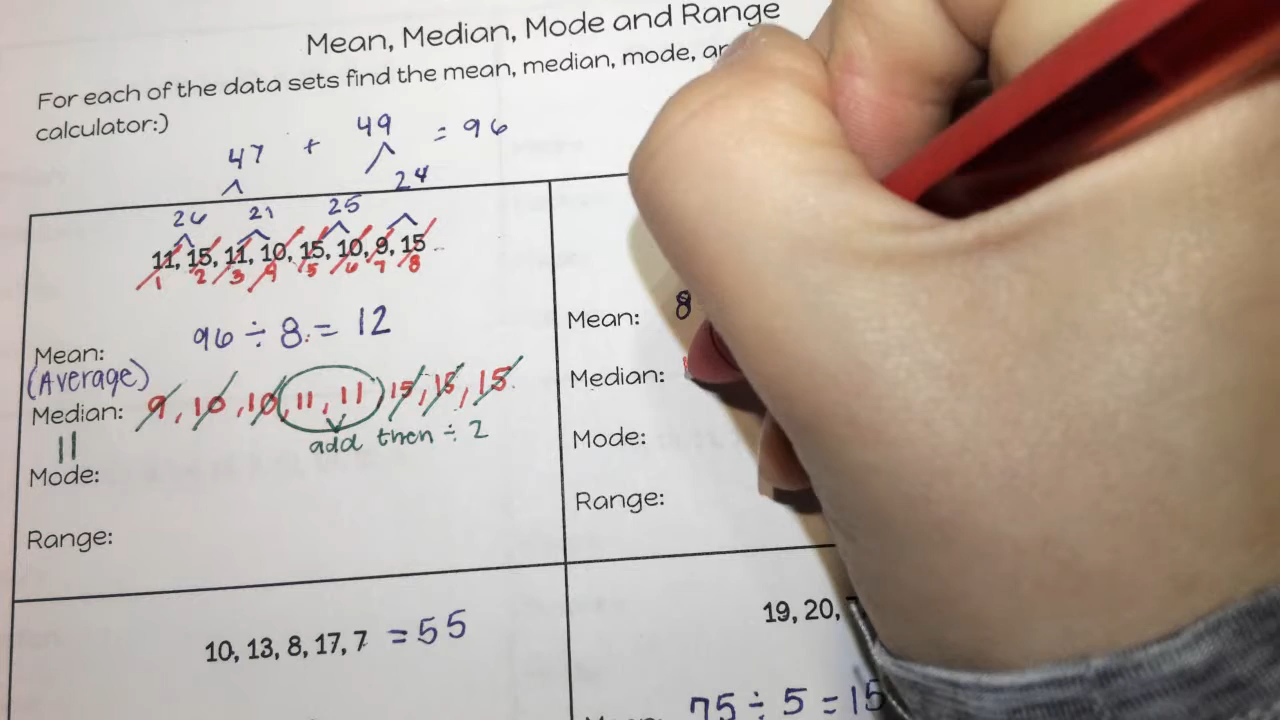 Mean, Median, Mode and Range
For each of the data sets find the mean, median, mode,
calculator:)
47 + 49 = 96
24
26 21 25
11, 15, 11, 10, 15, 10, 9, 15
1 2 3 4 5 6 7 8
96 ÷ 8 = 12
Mean:
(Average)
Median: 9, 10, 10, 11, 11, 15, 15, 15
11 add then ÷ 2
Mode:
Range:
Mean: 8
Median:
Mode:
Range:
10, 13, 8, 17, 7 = 55
19, 20,
75 ÷ 5 = 15